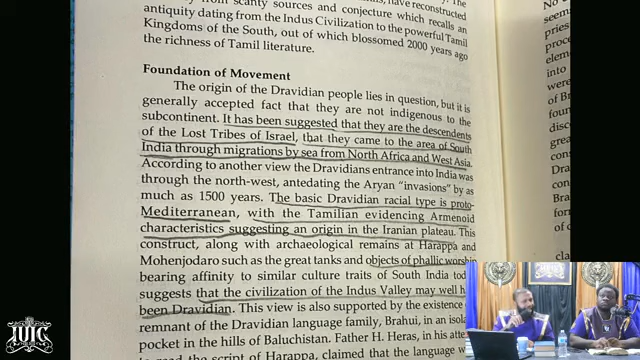 from scanty sources and conjecture which recalls an
antiquity dating from the Indus Civilization to the powerful Tamil
Kingdoms of the South, out of which blossomed 2000 years ago
the richness of Tamil literature.
Foundation of Movement
The origin of the Dravidian people lies in question, but it is
generally accepted fact that they are not indigenous to the
subcontinent. It has been suggested that they are the descendents
of the Lost Tribes of Israel, that they came to the area of South
India through migrations by sea from North Africa and West Asia.
According to another view the Dravidians entrance into India was
through the north-west, antedating the Aryan "invasions" by as
much as 1500 years. The basic Dravidian racial type is proto-
Mediterranean, with the Tamilian evidencing Armenoid
characteristics suggesting an origin in the Iranian plateau. This
construct, along with archaeological remains at Harappa and
Mohenjodaro such as the great tanks and objects of phallic worship
bearing affinity to similar culture traits of South India
suggests that the civilization of the Indus Valley may well
been Dravidian. This view is also supported by the existence
remnant of the Dravidian language family, Brahui, in an
pocket in the hills of Baluchistan. Father H. Heras, in his
the script of Harappa, claimed that the language
No
IUIC